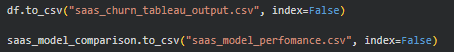 df.to_csv("saas_churn_tableau_output.csv", index=False)
saas_model_comparison.to_csv("saas_model_perfomance.csv", index=False)